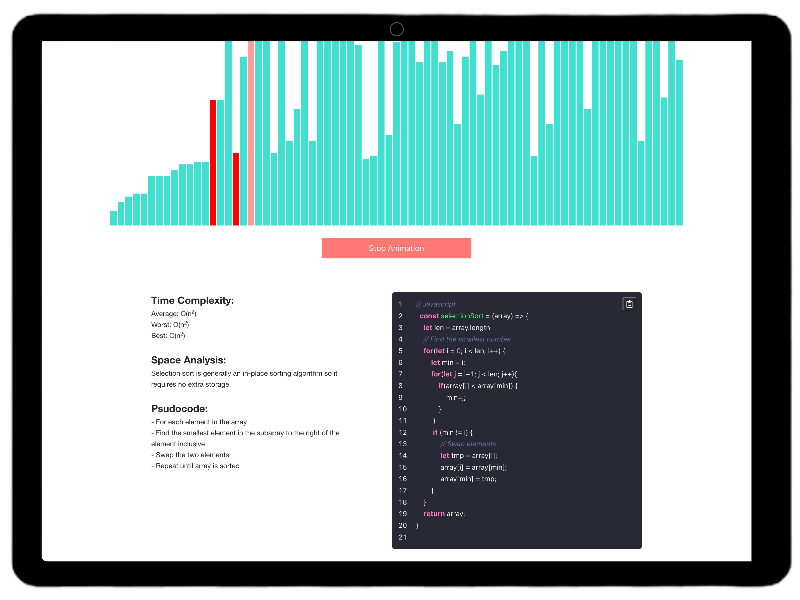 Stop Animation
Time Complexity:
Average: O(n²)
Worst: O(n²)
Best: O(n²)
Space Analysis:
Selection sort is generally an in-place sorting algorithm so it
requires no extra storage.
Psudocode:
- For each element in the array
- Find the smallest element in the subarray to the right of the
element inclusive
- Swap the two elements
- Repeat until array is sorted
1 // Javascript
2 const selectionSort = (array) => {
3 let len = array.length
4 // Find the smallest number
5 for(let i = 0; i < len; i++) {
6 let min = i;
7 for(let j = i+1; j < len; j++){
8 if(array[j] < array[min]) {
9 min=j;
10 }
11 }
12 if (min != i) {
13 // Swap elements
14 let tmp = array[i];
15 array[i] = array[min];
16 array[min] = tmp;
17 }
18 }
19 return array;
20 }
21